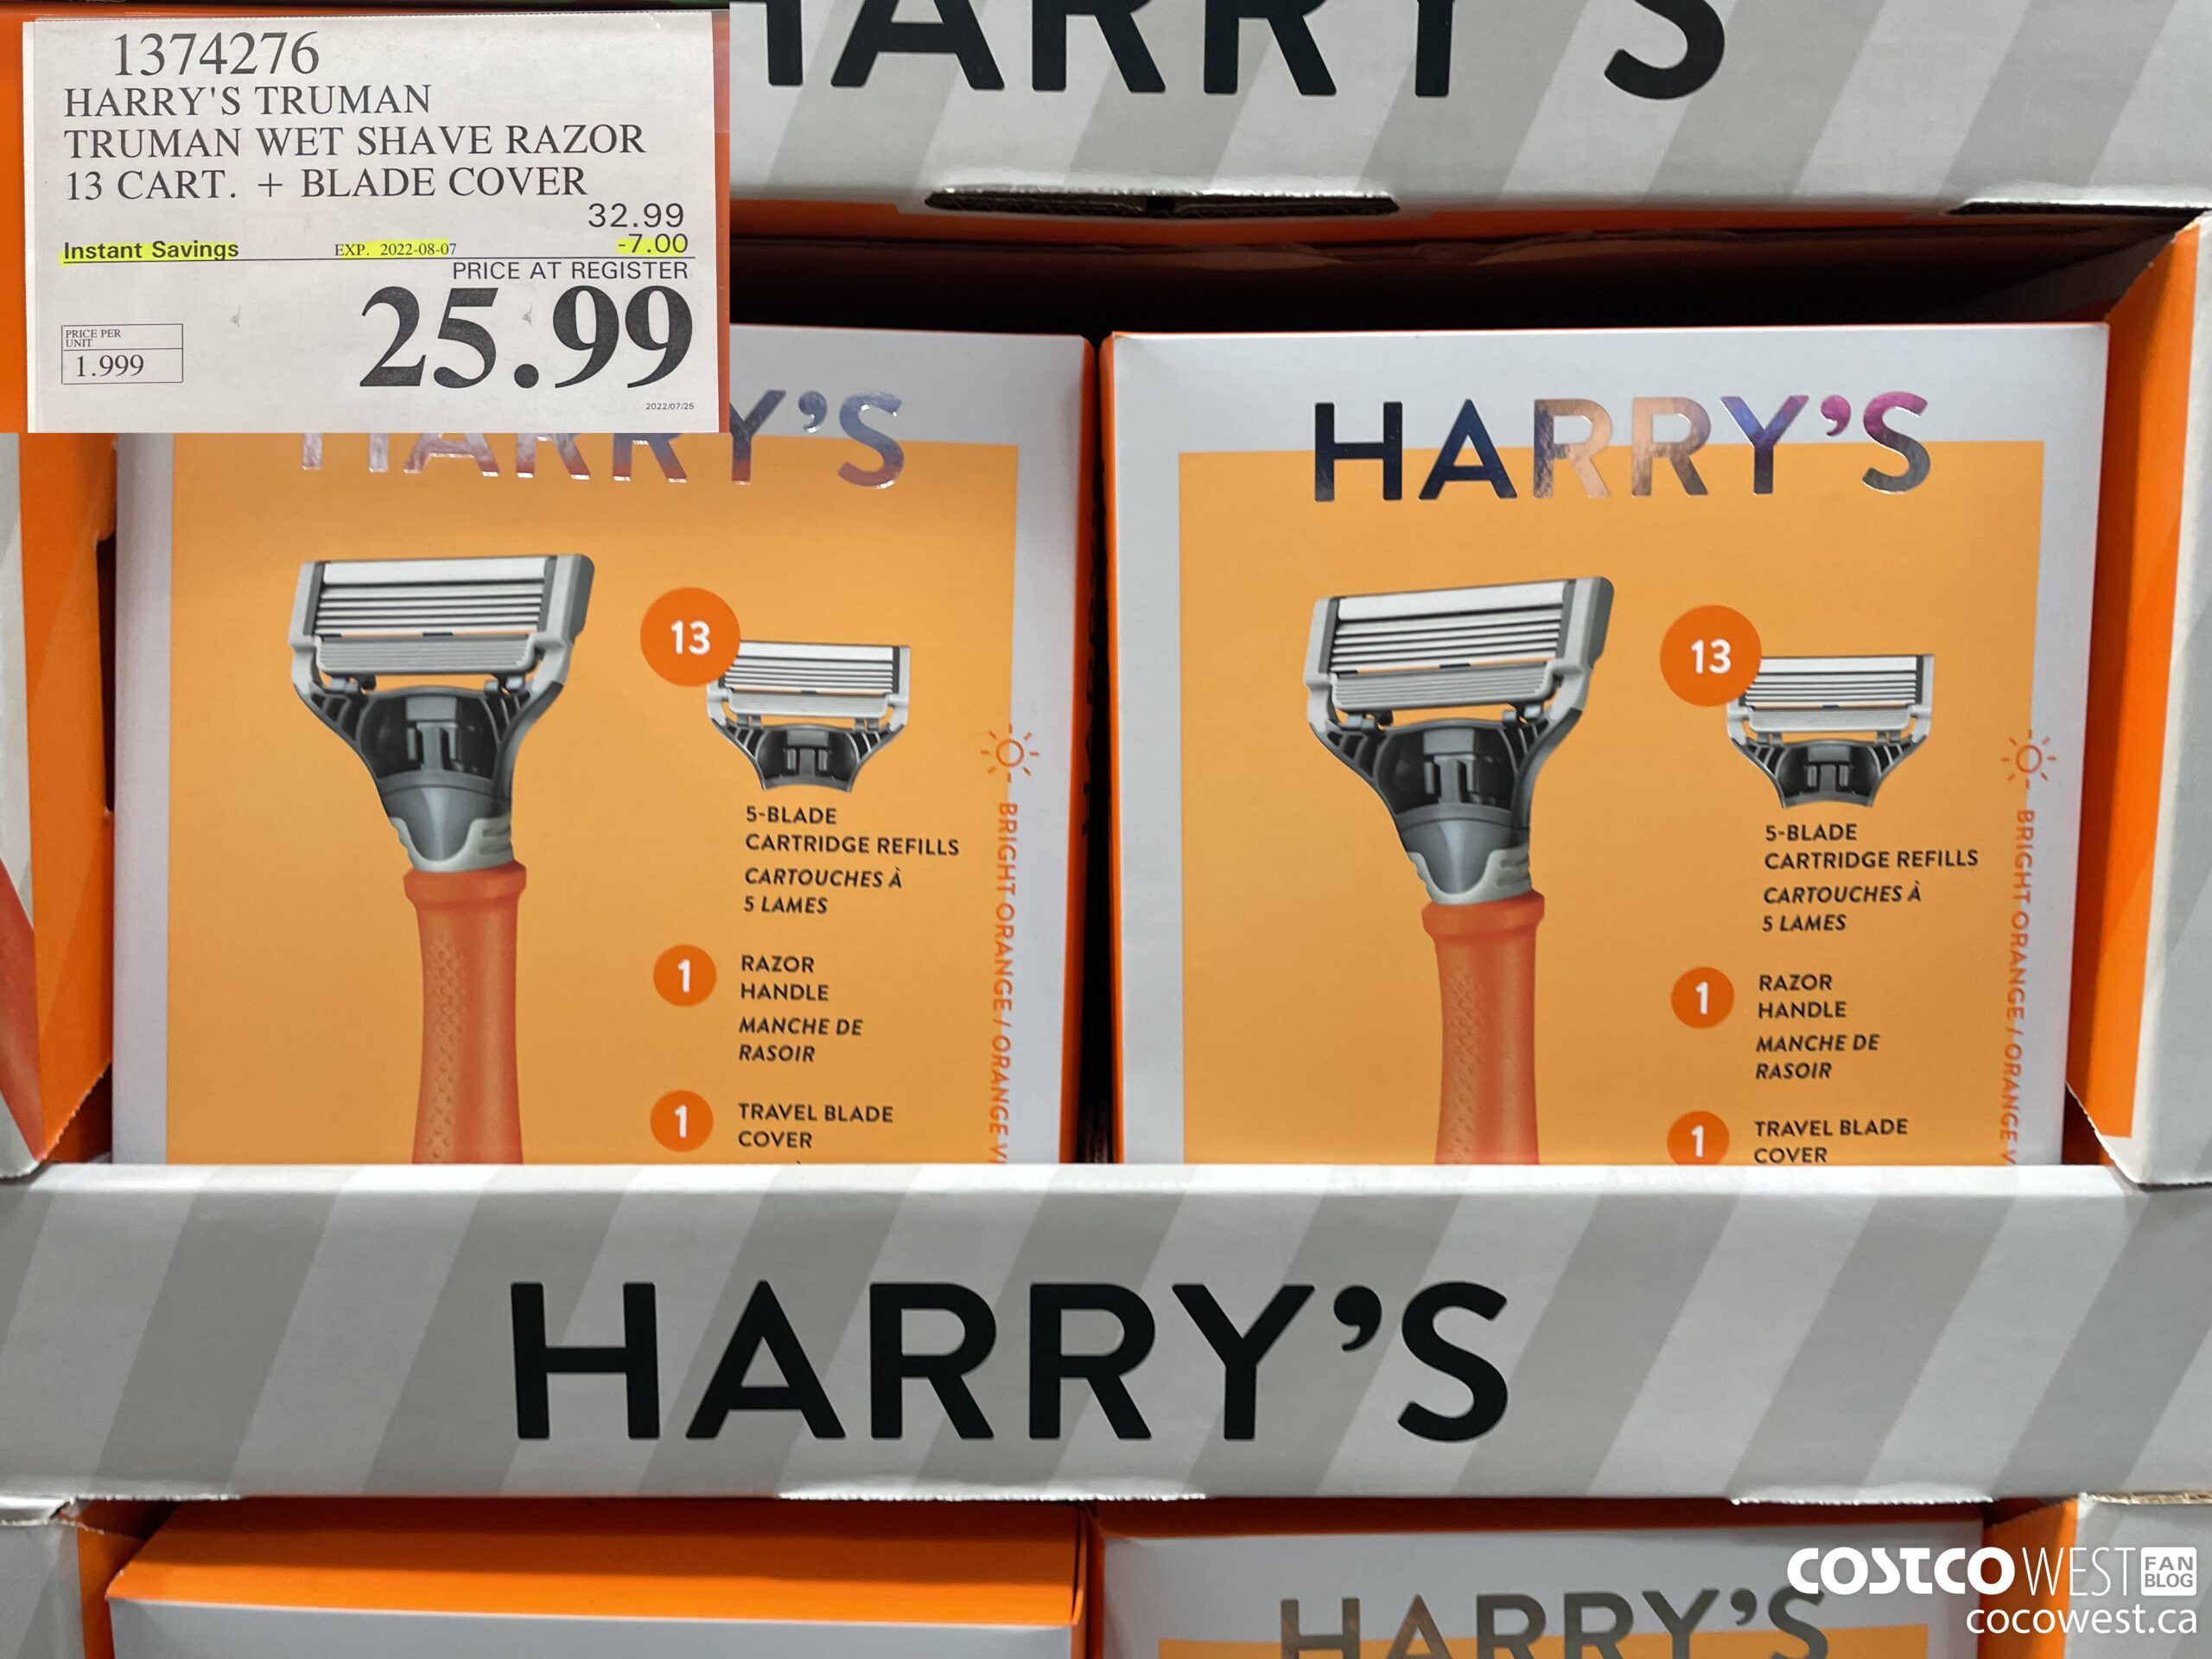 HARRY'S
1374276
HARRY'S TRUMAN
TRUMAN WET SHAVE RAZOR
13 CART. + BLADE COVER
32.99
Instant Savings EXP. 2022-08-07 -7.00
PRICE AT REGISTER
25.99
PRICE PER
UNIT
1.999
2022/07/25
HARRY'S
13
5-BLADE
CARTRIDGE REFILLS
CARTOUCHES À
5 LAMES
1
RAZOR
HANDLE
MANCHE DE
RASOIR
1
TRAVEL BLADE
COVER
BRIGHT ORANGE / ORANGE
HARRY'S
13
5-BLADE
CARTRIDGE REFILLS
CARTOUCHES À
5 LAMES
1
RAZOR
HANDLE
MANCHE DE
RASOIR
1
TRAVEL BLADE
COVER
BRIGHT ORANGE / ORANGE
HARRY'S
HARRY'S
COSTCO WEST FAN BLOG
cocowest.ca